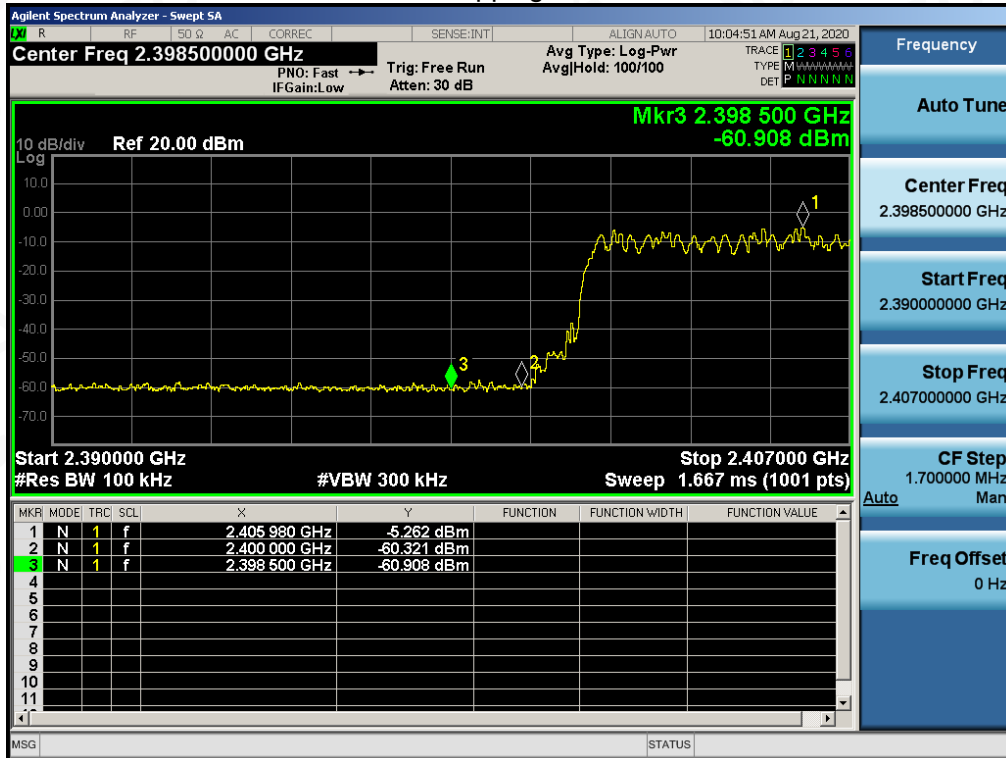 Agilent Spectrum Analyzer - Swept SA
LXI R RF 50 Ω AC CORREC SENSE:INT ALIGN AUTO 10:04:51 AM Aug 21, 2020
Center Freq 2.398500000 GHz
PNO: Fast
IFGain:Low
Trig: Free Run
Atten: 30 dB
Avg Type: Log-Pwr
Avg|Hold: 100/100
TRACE 1 2 3 4 5 6
TYPE M WWWWW
DET P N N N N N
Mkr3 2.398 500 GHz
-60.908 dBm
10 dB/div Ref 20.00 dBm
Log
10.0
0.00
-10.0
-20.0
-30.0
-40.0
-50.0
-60.0
-70.0
1
2
3
Start 2.390000 GHz Stop 2.407000 GHz
#Res BW 100 kHz #VBW 300 kHz Sweep 1.667 ms (1001 pts)
MKR MODE TRC SCL X Y FUNCTION FUNCTION WIDTH FUNCTION VALUE
1 N 1 f 2.405 980 GHz -5.262 dBm
2 N 1 f 2.400 000 GHz -60.321 dBm
3 N 1 f 2.398 500 GHz -60.908 dBm
4
5
6
7
8
9
10
11
MSG STATUS
Frequency
Auto Tune
Center Freq
2.398500000 GHz
Start Freq
2.390000000 GHz
Stop Freq
2.407000000 GHz
CF Step
1.700000 MHz
Auto Man
Freq Offset
0 Hz